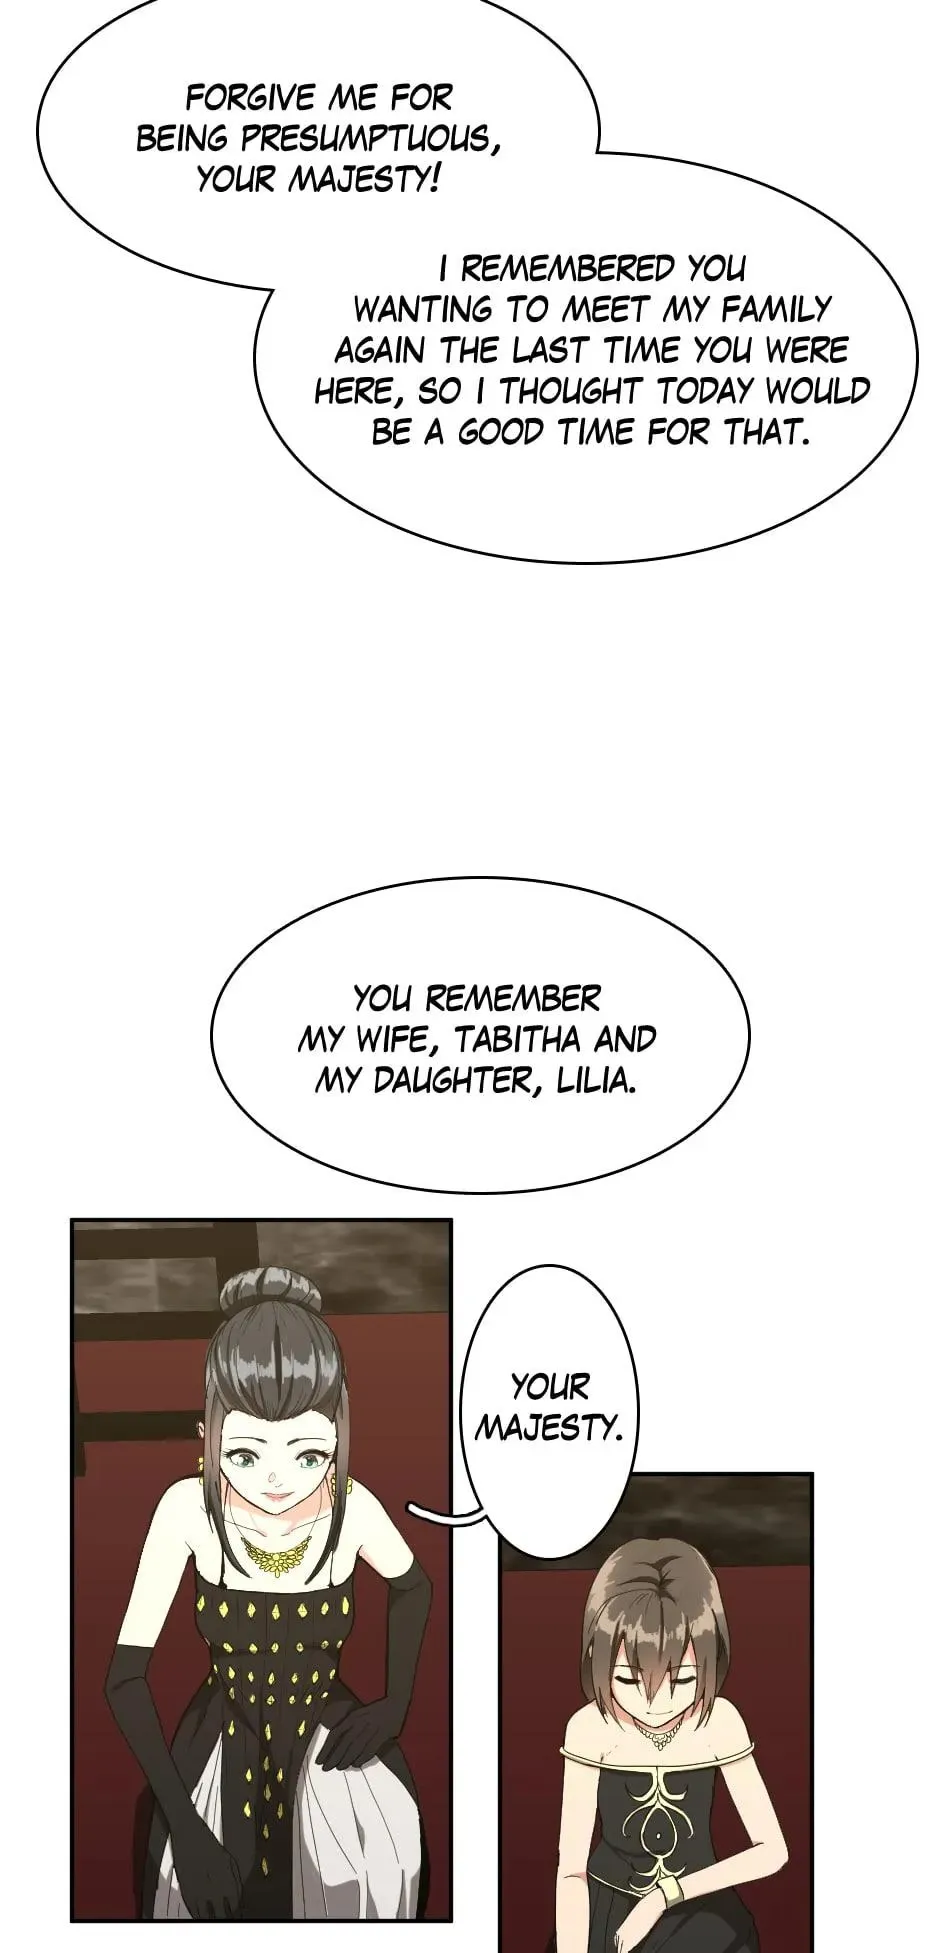 FORGIVE ME FOR
BEING PRESUMPTUOUS,
YOUR MAJESTY!
I REMEMBERED YOU
WANTING TO MEET MY FAMILY
AGAIN THE LAST TIME YOU WERE
HERE, SO I THOUGHT TODAY WOULD
BE A GOOD TIME FOR THAT.
YOU REMEMBER
MY WIFE, TABITHA AND
MY DAUGHTER, LILIA.
YOUR
MAJESTY.